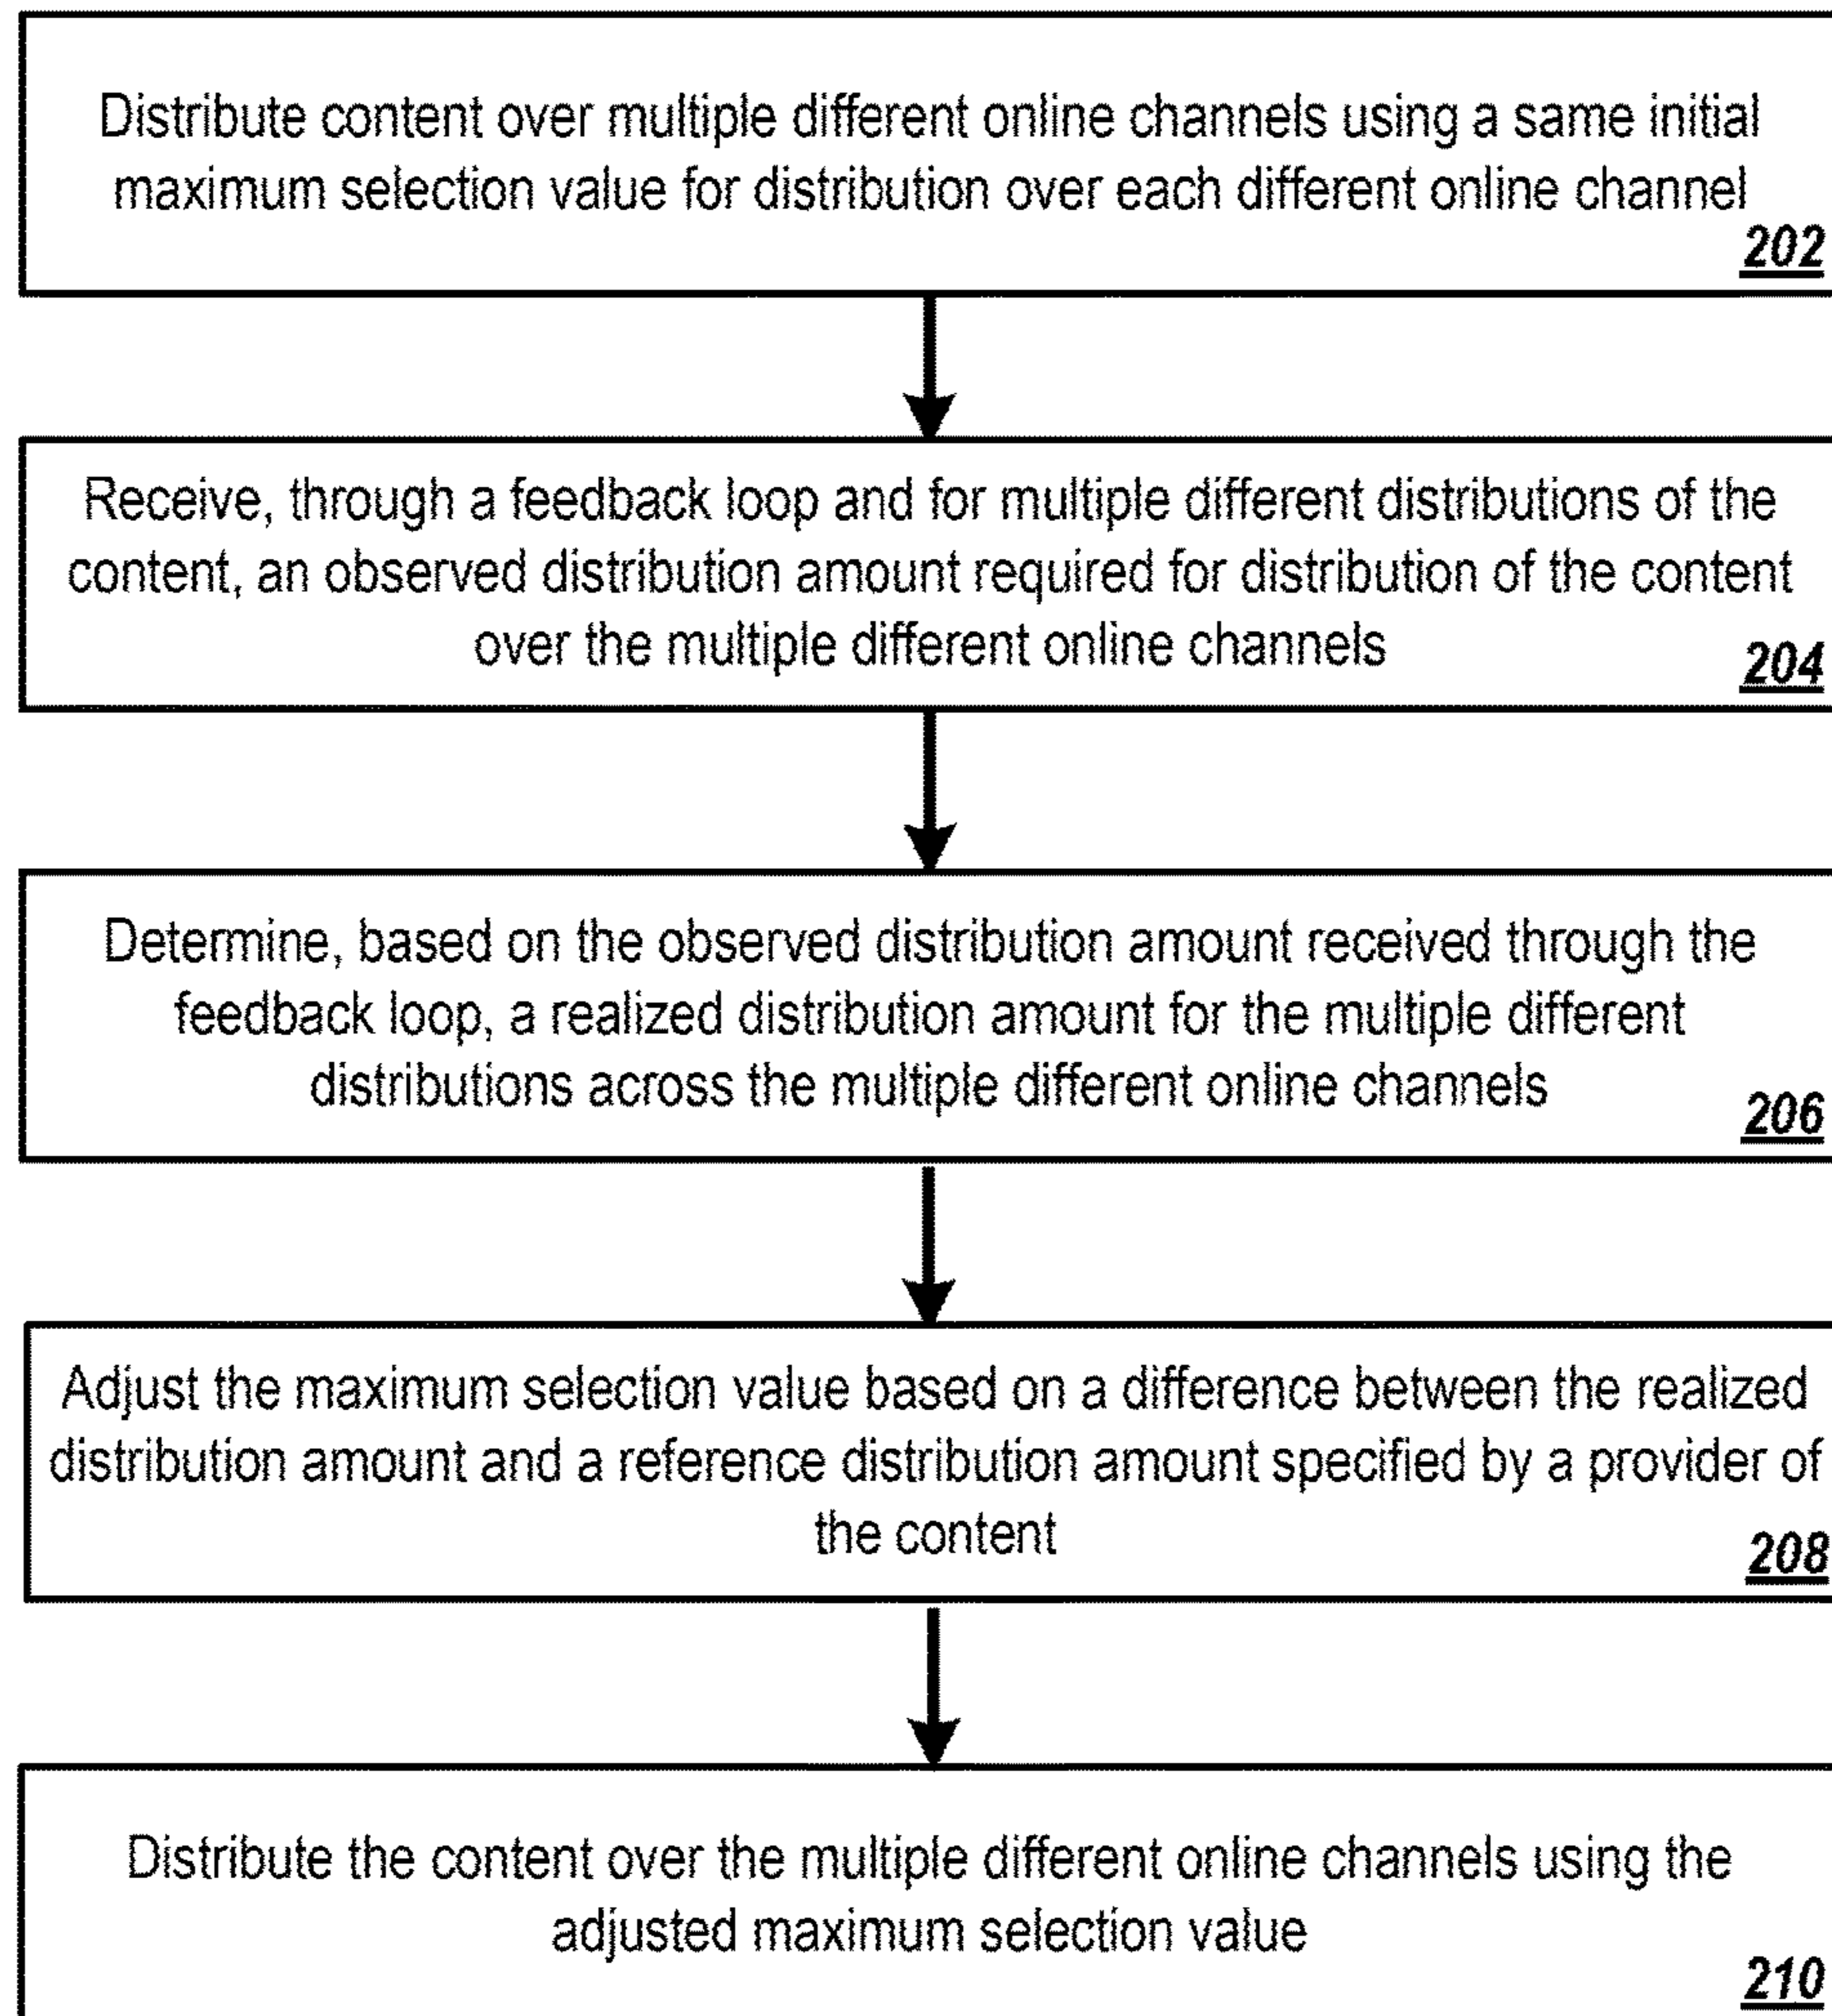 Distribute content over multiple different online channels using a same initial
maximum selection value for distribution over each different online channel
202
Receive, through a feedback loop and for multiple different distributions of the
content, an observed distribution amount required for distribution of the content
over the multiple different online channels
204
Determine, based on the observed distribution amount received through the
feedback loop, a realized distribution amount for the multiple different
distributions across the multiple different online channels
206
Adjust the maximum selection value based on a difference between the realized
distribution amount and a reference distribution amount specified by a provider of
the content
208
Distribute the content over the multiple different online channels using the
adjusted maximum selection value
210